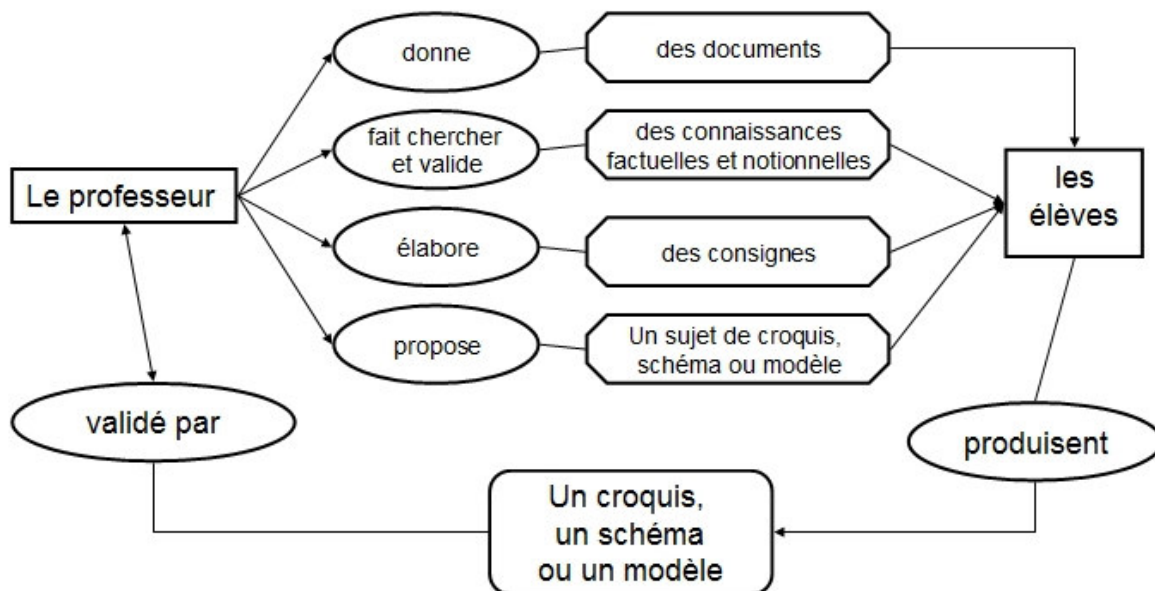 donne
des documents
fait chercher
et valide
des connaissances
factuelles et notionnelles
Le professeur
les
élèves
élabore
des consignes
propose
Un sujet de croquis,
schéma ou modèle
validé par
produisent
Un croquis,
un schéma
ou un modèle